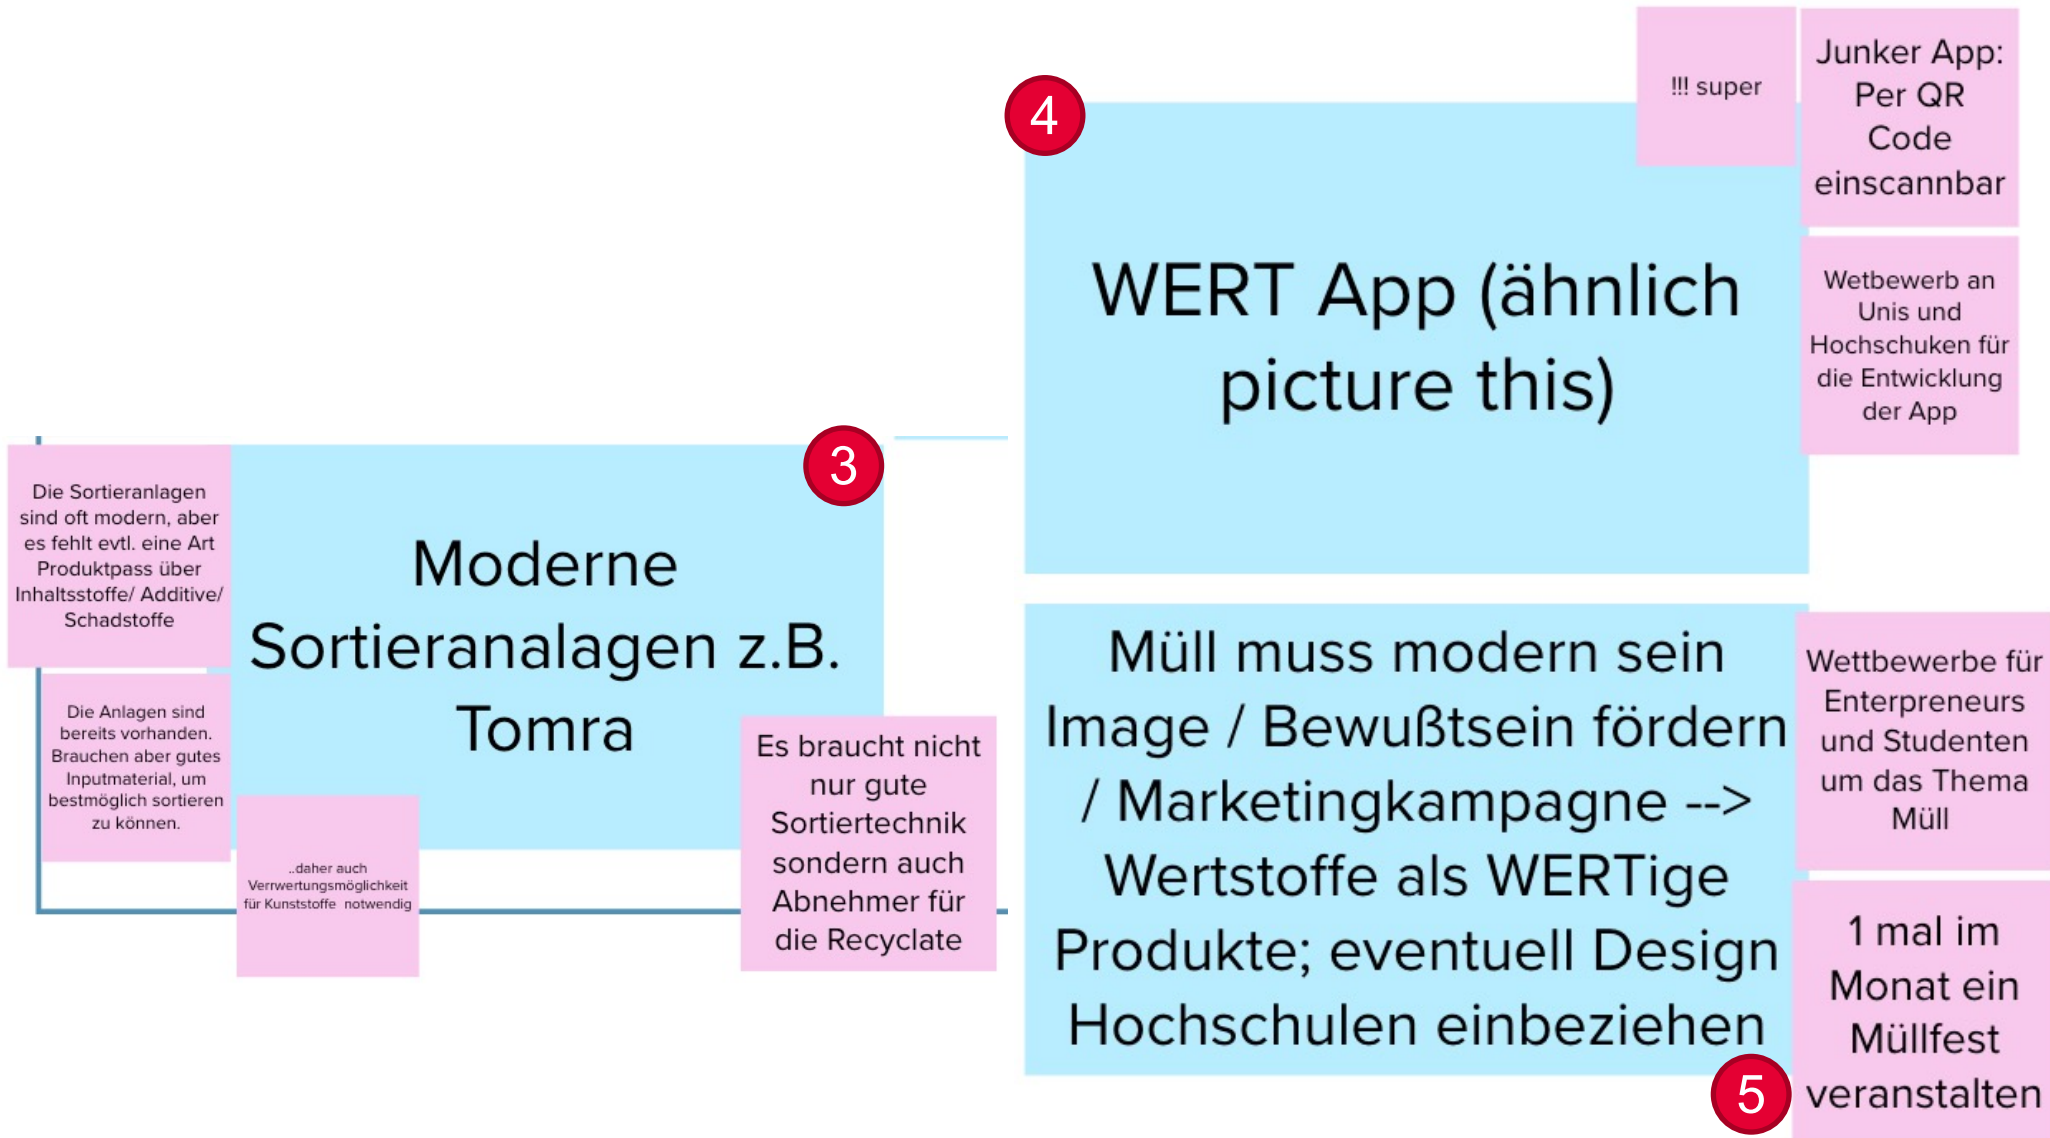 3
Moderne
Sortieranalagen z.B.
Tomra
Die Sortieranlagen
sind oft modern, aber
es fehlt evtl. eine Art
Produktpass über
Inhaltsstoffe/ Additive/
Schadstoffe
Die Anlagen sind
bereits vorhanden.
Brauchen aber gutes
Inputmaterial, um
bestmöglich sortieren
zu können.
..daher auch
Verrwertungsmöglichkeit
für Kunststoffe notwendig
Es braucht nicht
nur gute
Sortiertechnik
sondern auch
Abnehmer für
die Recyclate
4
WERT App (ähnlich
picture this)
!!! super
Junker App:
Per QR
Code
einscannbar
Wetbewerb an
Unis und
Hochschuken für
die Entwicklung
der App
Müll muss modern sein
Image / Bewußtsein fördern
/ Marketingkampagne -->
Wertstoffe als WERTige
Produkte; eventuell Design
Hochschulen einbeziehen
5
Wettbewerbe für
Enterpreneurs
und Studenten
um das Thema
Müll
1 mal im
Monat ein
Müllfest
veranstalten